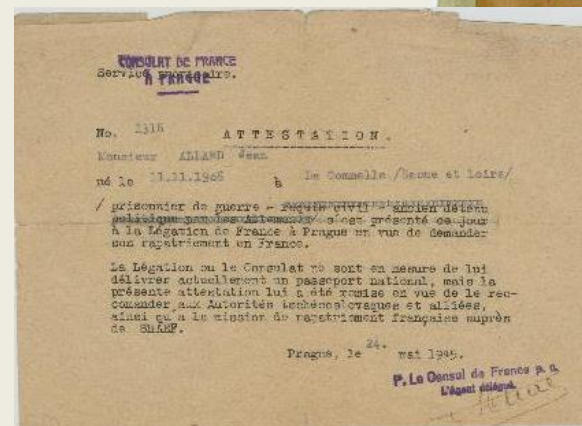 CONSULAT DE FRANCE
A PRAGUE
Service
No. 1316
ATTESTATION.
Monsieur ALLARD Jean
né le 11.11.1906 à La Commelle /Saone et Loire/
/ prisonnier de guerre - requis civil - ancien détenu
politique par les Allemands - s'est présenté ce jour
à la Légation de France à Prague en vue de demander
son rapatriement en France.
La Légation ou le Consulat ne sont en mesure de lui
délivrer actuellement un passeport national, mais la
présente attestation lui a été remise en vue de le rec-
commander aux Autorités tchécoslovaques et alliées,
ainsi qu'à la mission de rapatriement française auprès
de SHAEF.
Prague, le 24. mai 1945.
P. Le Consul de France p. o.
L'Agent délégué.